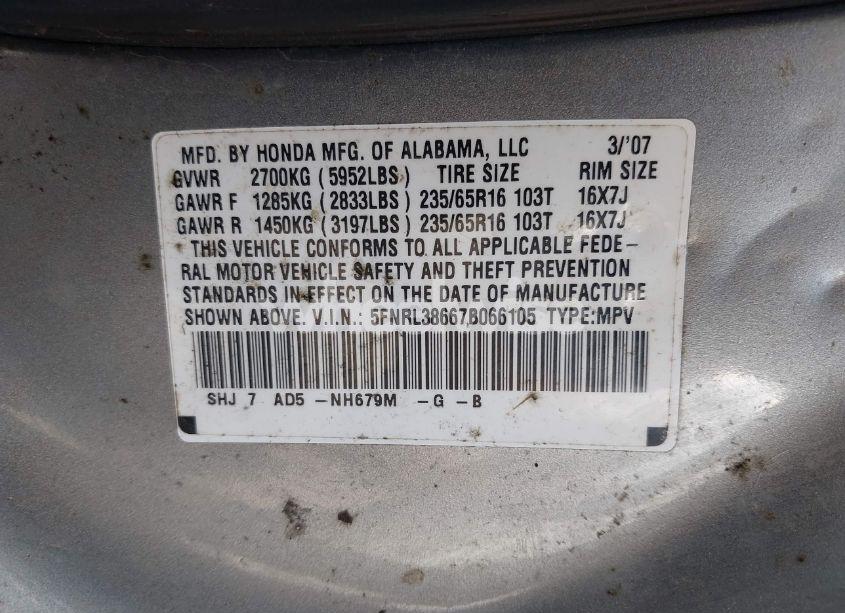 MFD. BY HONDA MFG. OF ALABAMA, LLC 3/'07
GVWR 2700KG ( 5952LBS ) TIRE SIZE RIM SIZE
GAWR F 1285KG ( 2833LBS ) 235/65R16 103T 16X7J
GAWR R 1450KG ( 3197LBS ) 235/65R16 103T 16X7J
THIS VEHICLE CONFORMS TO ALL APPLICABLE FEDE-
RAL MOTOR VEHICLE SAFETY AND THEFT PREVENTION
STANDARDS IN EFFECT ON THE DATE OF MANUFACTURE
SHOWN ABOVE. V.I.N.: 5FNRL38667B066105 TYPE:MPV
SHJ 7 AD5 -NH679M -G -B